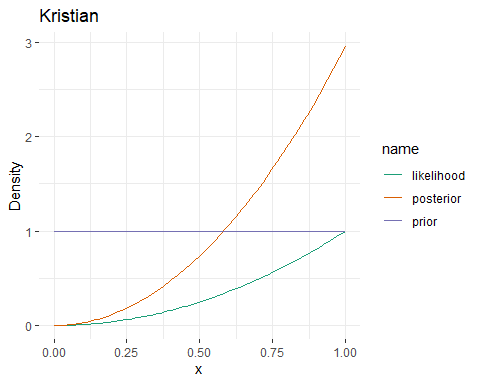 Kristian
3
2
1
0
Density
0.00 0.25 0.50 0.75 1.00
x
name
likelihood
posterior
prior